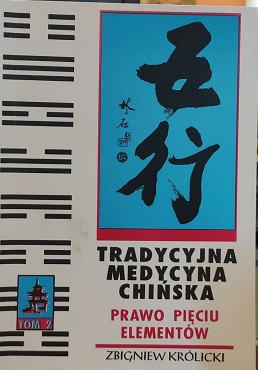 五行
TRADYCYJNA
MEDYCYNA
CHIŃSKA
PRAWO PIĘCIU
ELEMENTÓW
TOM 2
ZBIGNIEW KRÓLICKI